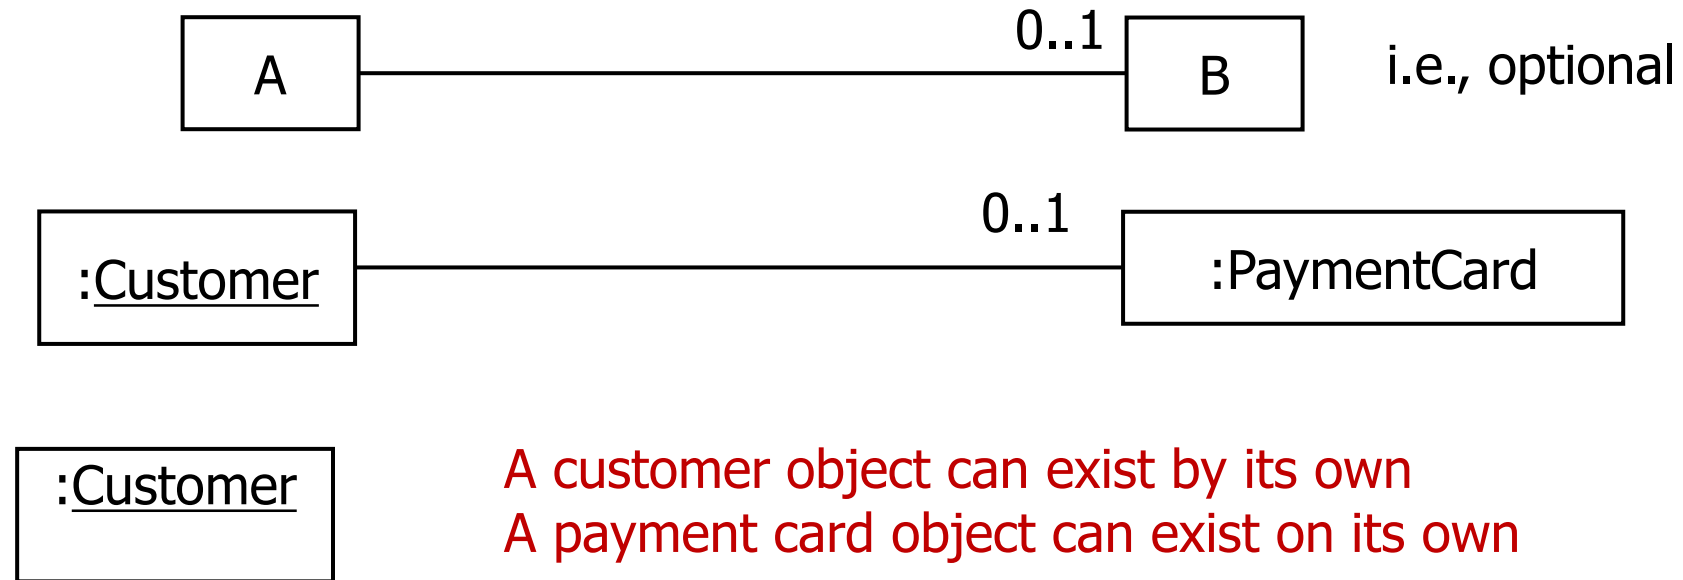 0..1
A
B
i.e., optional
0..1
:Customer
:PaymentCard
:Customer
A customer object can exist by its own
A payment card object can exist on its own